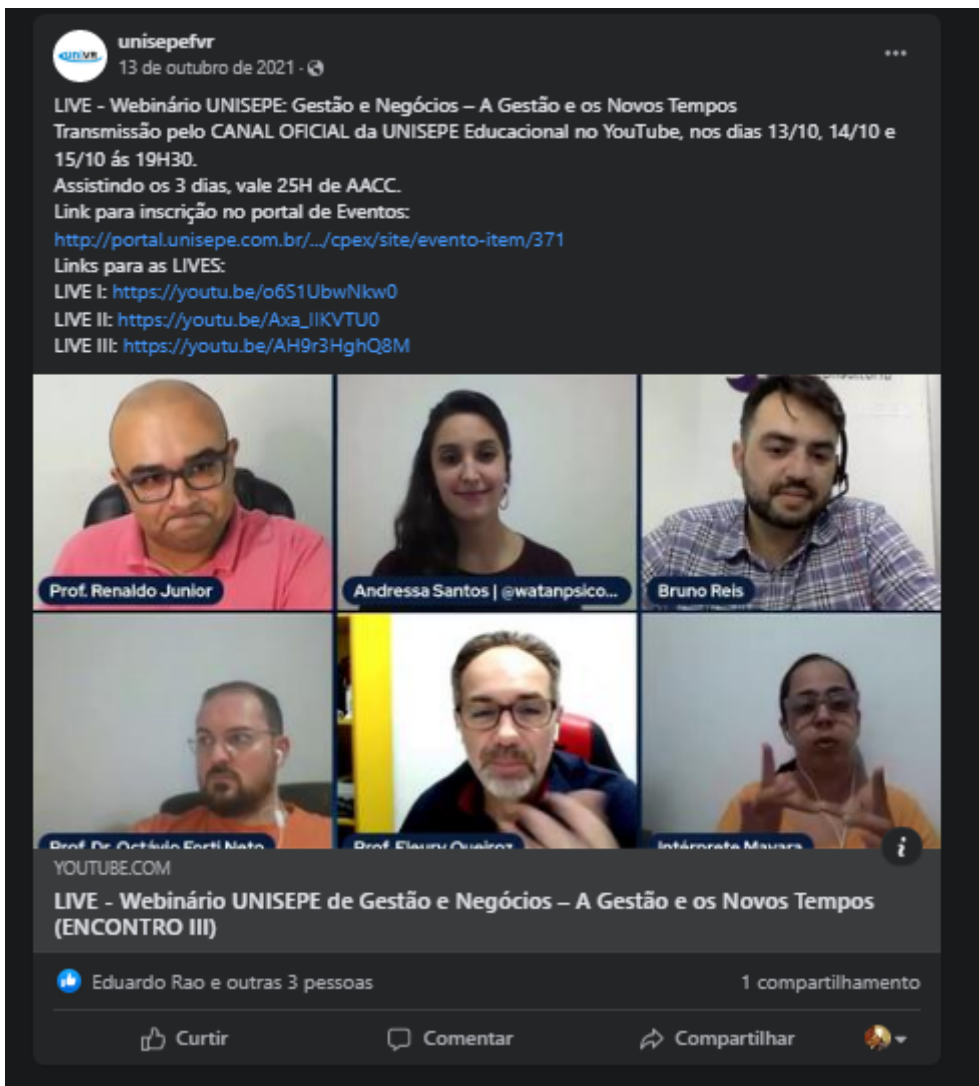 UNIVR
unisepefvr
13 de outubro de 2021 ·
LIVE - Webinário UNISEPE: Gestão e Negócios – A Gestão e os Novos Tempos
Transmissão pelo CANAL OFICIAL da UNISEPE Educacional no YouTube, nos dias 13/10, 14/10 e
15/10 ás 19H30.
Assistindo os 3 dias, vale 25H de AACC.
Link para inscrição no portal de Eventos:
http://portal.unisepe.com.br/.../cpex/site/evento-item/371
Links para as LIVES:
LIVE I: https://youtu.be/o6S1UbwNkw0
LIVE II: https://youtu.be/Axa_IIKVTU0
LIVE III: https://youtu.be/AH9r3HghQ8M
Prof. Renaldo Junior
Andressa Santos | @watanpsico...
Bruno Reis
Prof. Dr. Octávio Forti Neto
Prof. Fleury Queiroz
Intérprete Mayara
YOUTUBE.COM
LIVE - Webinário UNISEPE de Gestão e Negócios – A Gestão e os Novos Tempos
(ENCONTRO III)
Eduardo Rao e outras 3 pessoas
1 compartilhamento
Curtir
Comentar
Compartilhar